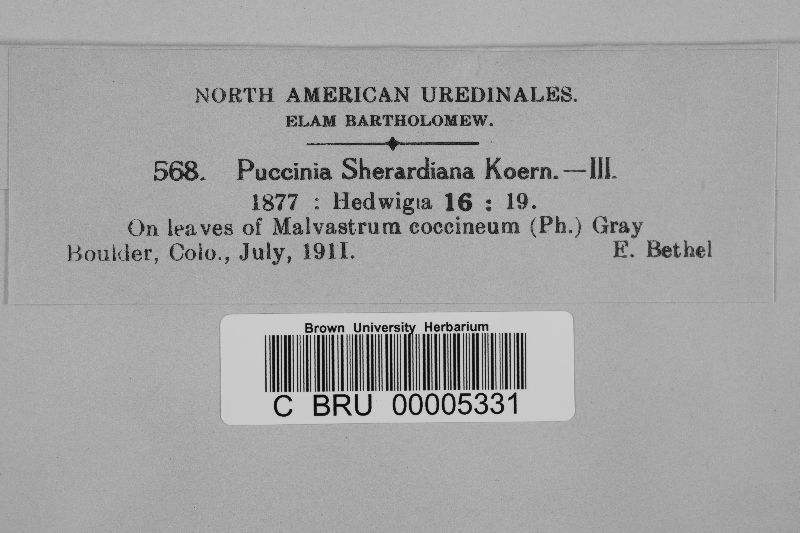 NORTH AMERICAN UREDINALES.
ELAM BARTHOLOMEW.
568. Puccinia Sherardiana Koern.—III.
1877 : Hedwigia 16 : 19.
On leaves of Malvastrum coccineum (Ph.) Gray
Boulder, Colo., July, 1911. E. Bethel
Brown University Herbarium
C BRU 00005331